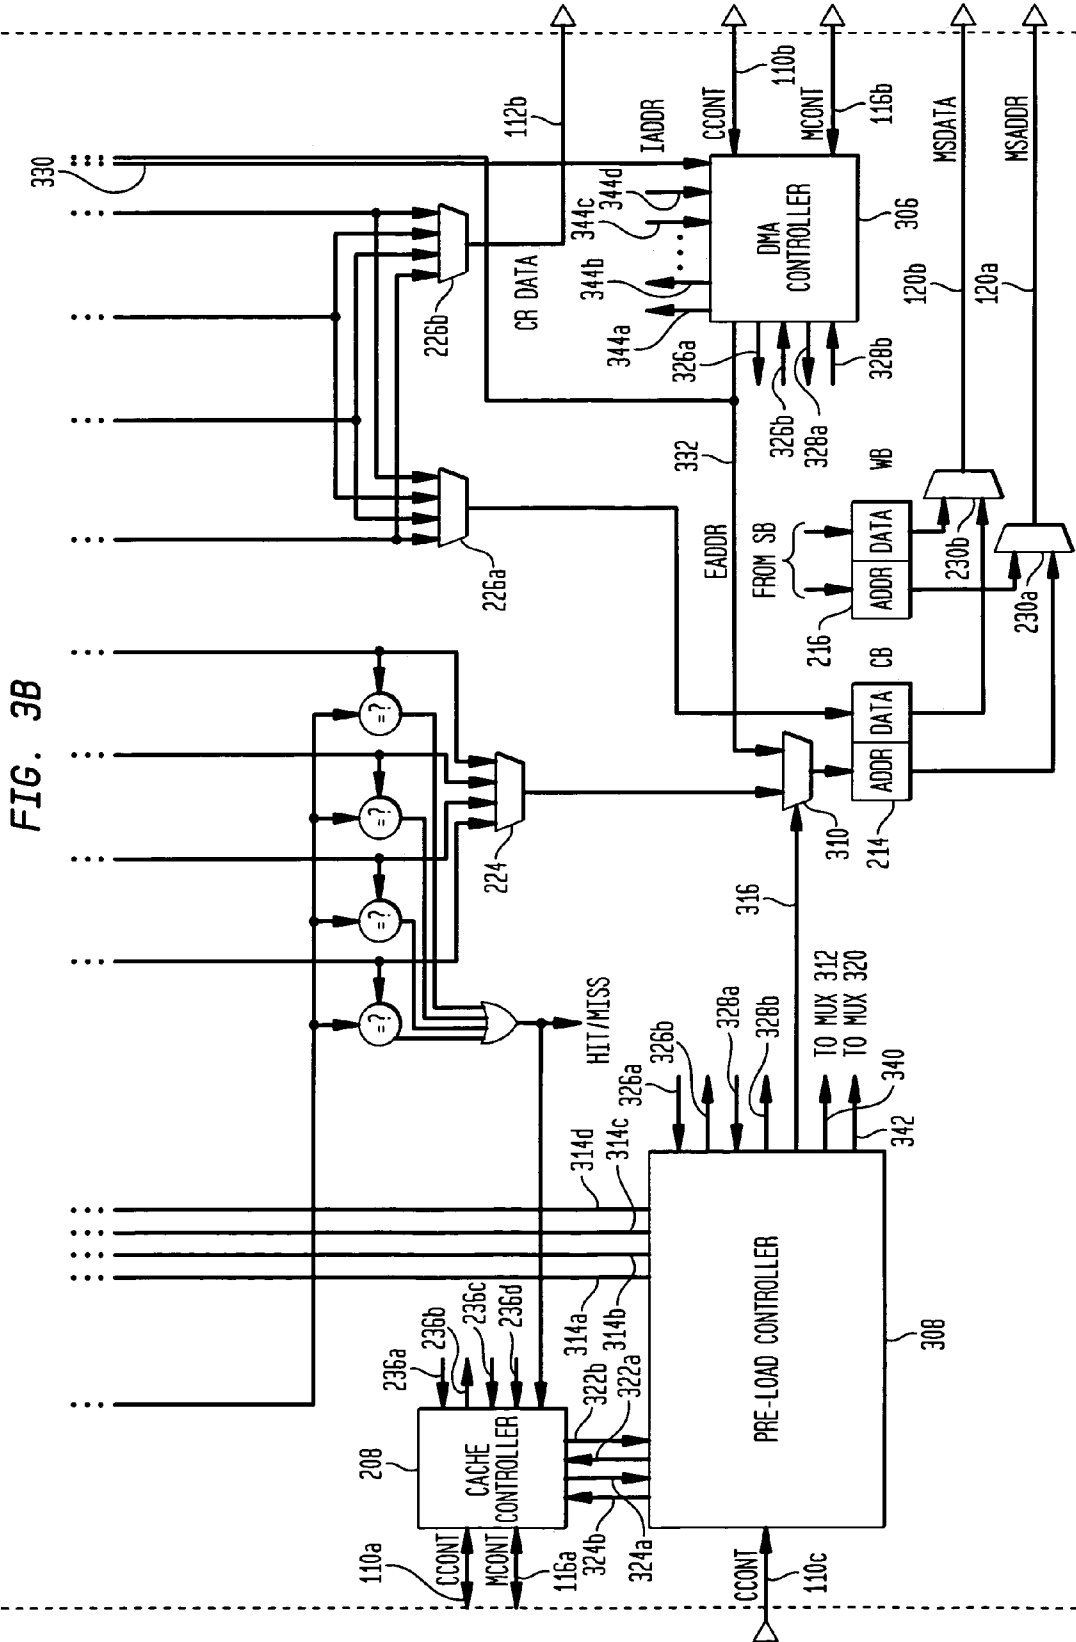 FIG. 3B
330
112b
226b
CR DATA
226a
IADDR
CCONT
110b
MCONT
116b
344d
344c
344b
344a
DMA
CONTROLLER
306
326a
326b
328a
328b
332
EADDR
MSDATA
120b
MSADDR
120a
WB
FROM SB
ADDR
DATA
216
230b
230a
CB
ADDR
DATA
214
310
316
224
=?
=?
=?
=?
HIT/MISS
314d
314c
314b
314a
326a
326b
328a
328b
TO MUX 312
TO MUX 320
340
342
PRE-LOAD CONTROLLER
308
236a
236b
236c
236d
322b
322a
324a
324b
208
CACHE
CONTROLLER
110a
CCONT
MCONT
116a
CCONT
110c